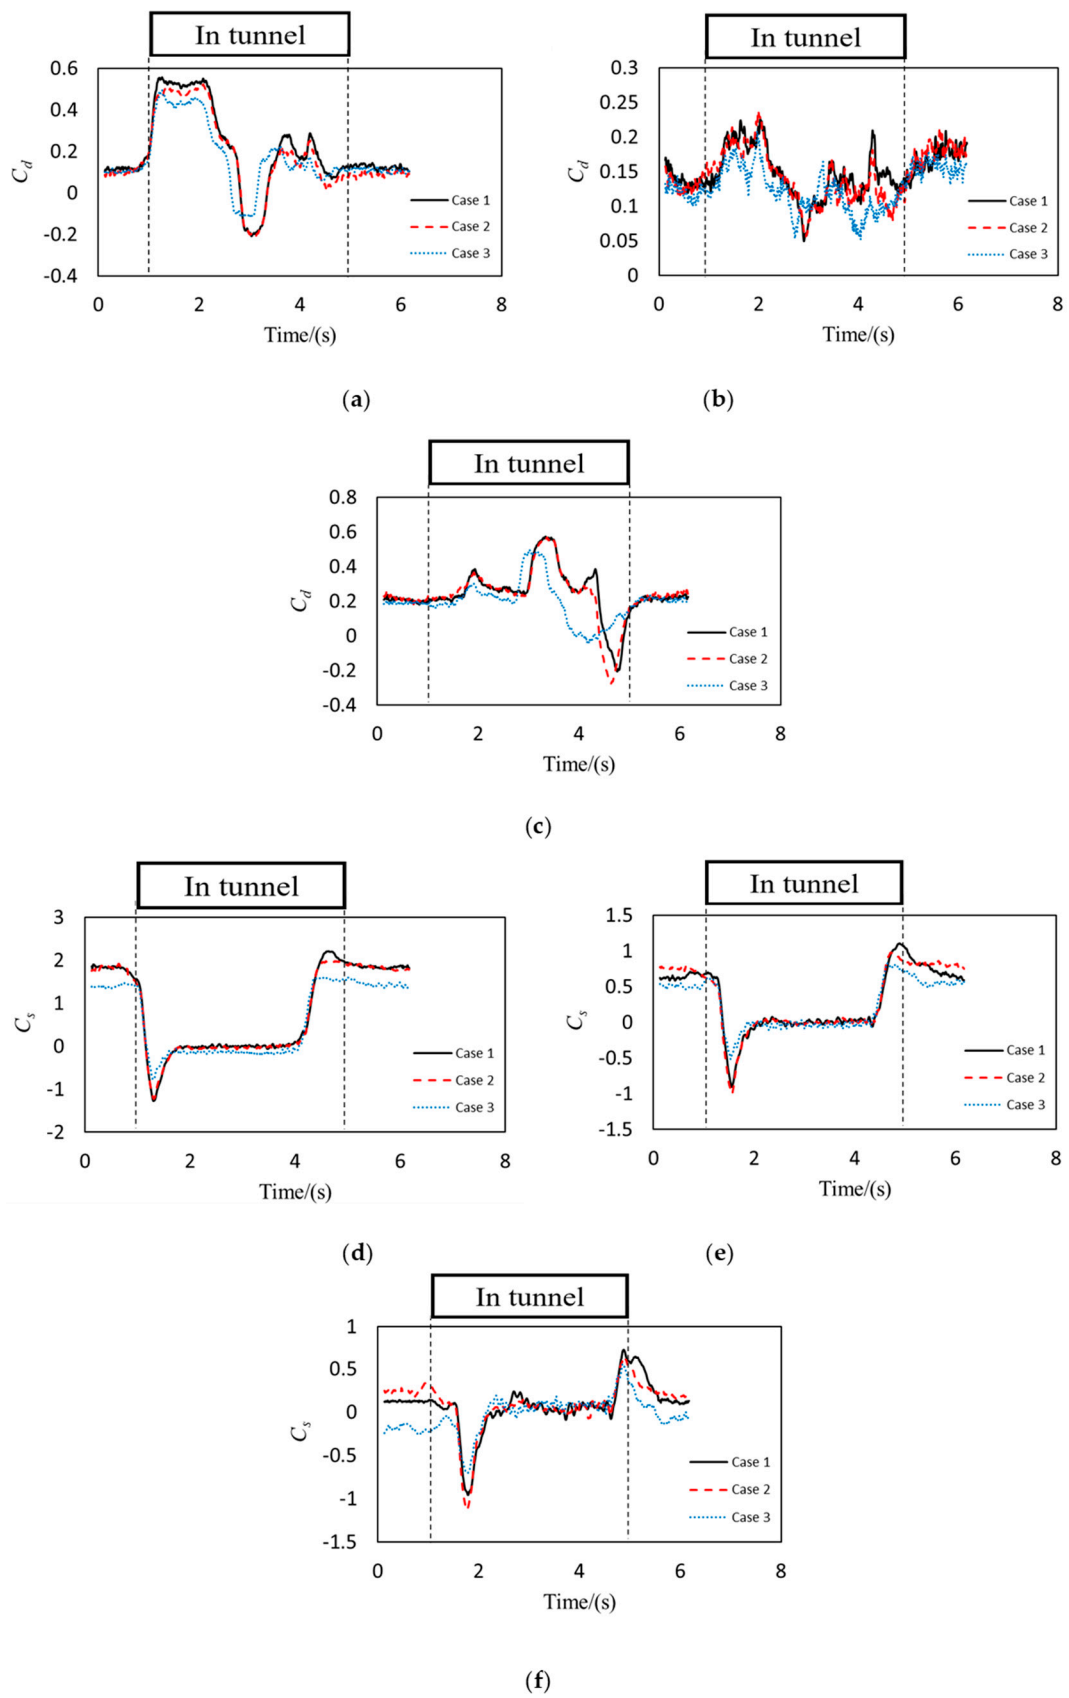 In tunnel
In tunnel
0.6
0.4
0.2
0
-0.2
-0.4
C_d
Case 1
Case 2
Case 3
0 2 4 6 8
Time/(s)
(a)
0.3
0.25
0.2
0.15
0.1
0.05
0
C_d
Case 1
Case 2
Case 3
0 2 4 6 8
Time/(s)
(b)
In tunnel
0.8
0.6
0.4
0.2
0
-0.2
-0.4
C_d
Case 1
Case 2
Case 3
0 2 4 6 8
Time/(s)
(c)
In tunnel
3
2
1
0
-1
-2
C_s
Case 1
Case 2
Case 3
0 2 4 6 8
Time/(s)
(d)
In tunnel
1.5
1
0.5
0
-0.5
-1
-1.5
C_s
Case 1
Case 2
Case 3
0 2 4 6 8
Time/(s)
(e)
In tunnel
1
0.5
0
-0.5
-1
-1.5
C_s
Case 1
Case 2
Case 3
0 2 4 6 8
Time/(s)
(f)